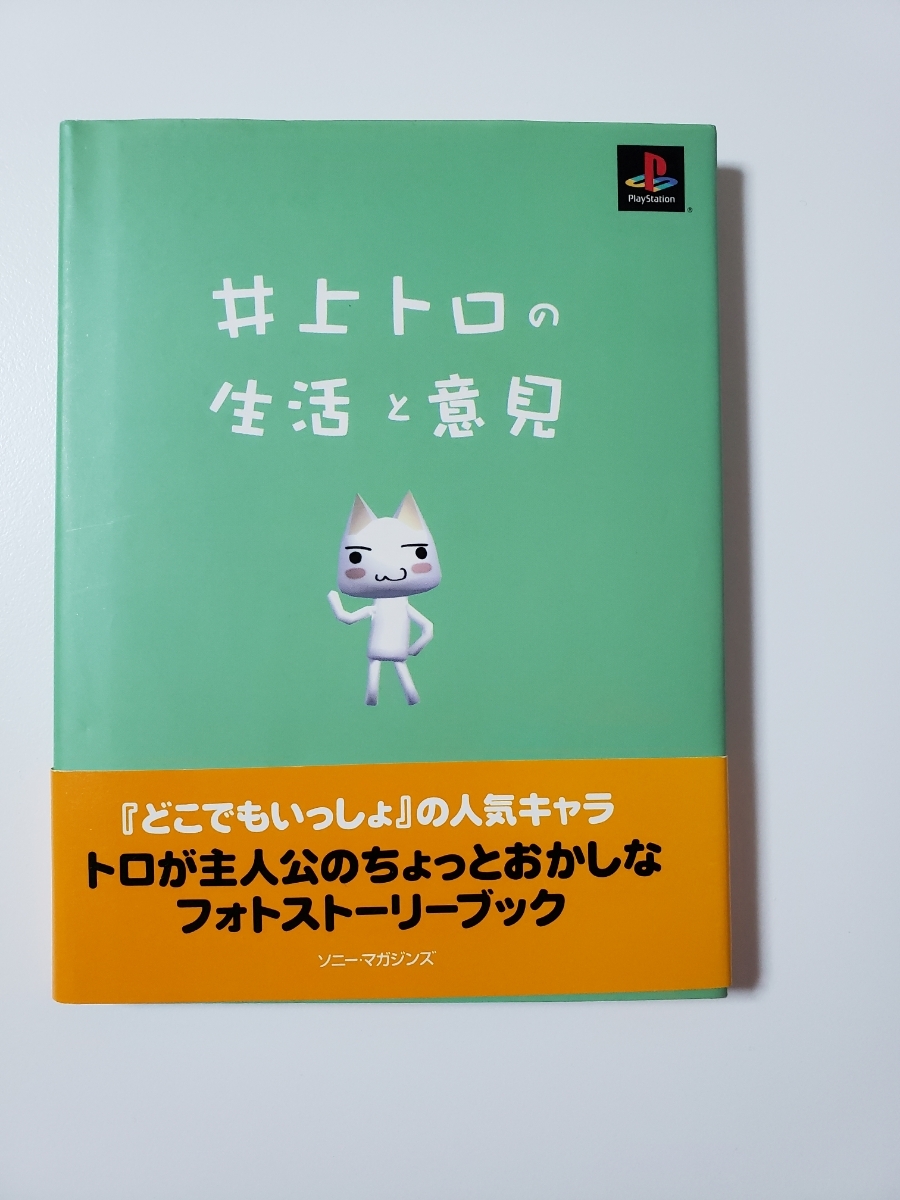 PlayStation
®
井上トロの
生活と意見
『どこでもいっしょ』の人気キャラ
トロが主人公のちょっとおかしな
フォトストーリーブック
ソニー・マガジンズ